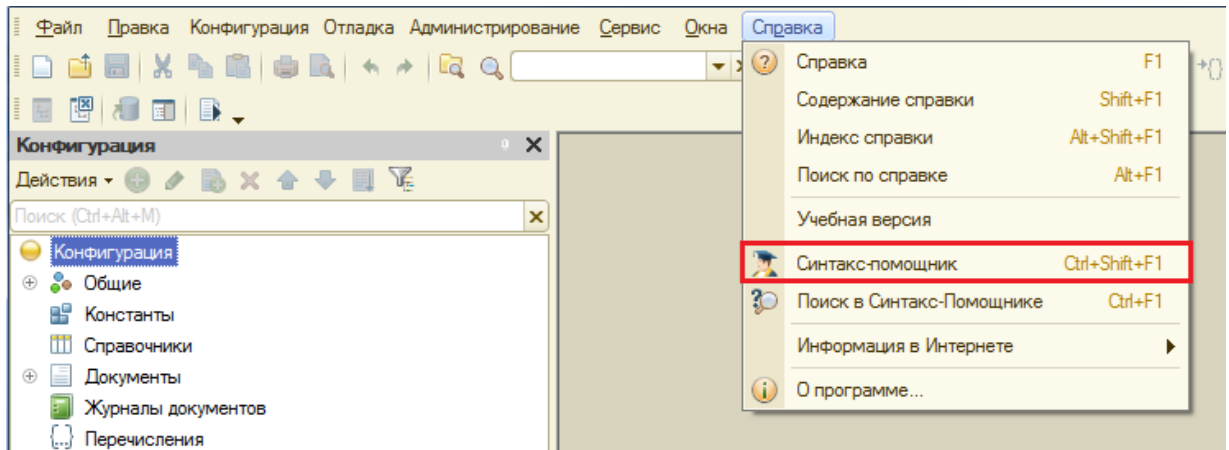 Файл Правка Конфигурация Отладка Администрирование Сервис Окна Справка
Справка F1
Содержание справки Shift+F1
Индекс справки Alt+Shift+F1
Поиск по справке Alt+F1
Учебная версия
Синтакс-помощник Ctrl+Shift+F1
Поиск в Синтакс-Помощнике Ctrl+F1
Информация в Интернете
О программе...
Конфигурация
Действия
Поиск (Ctrl+Alt+M)
Конфигурация
Общие
Константы
Справочники
Документы
Журналы документов
Перечисления